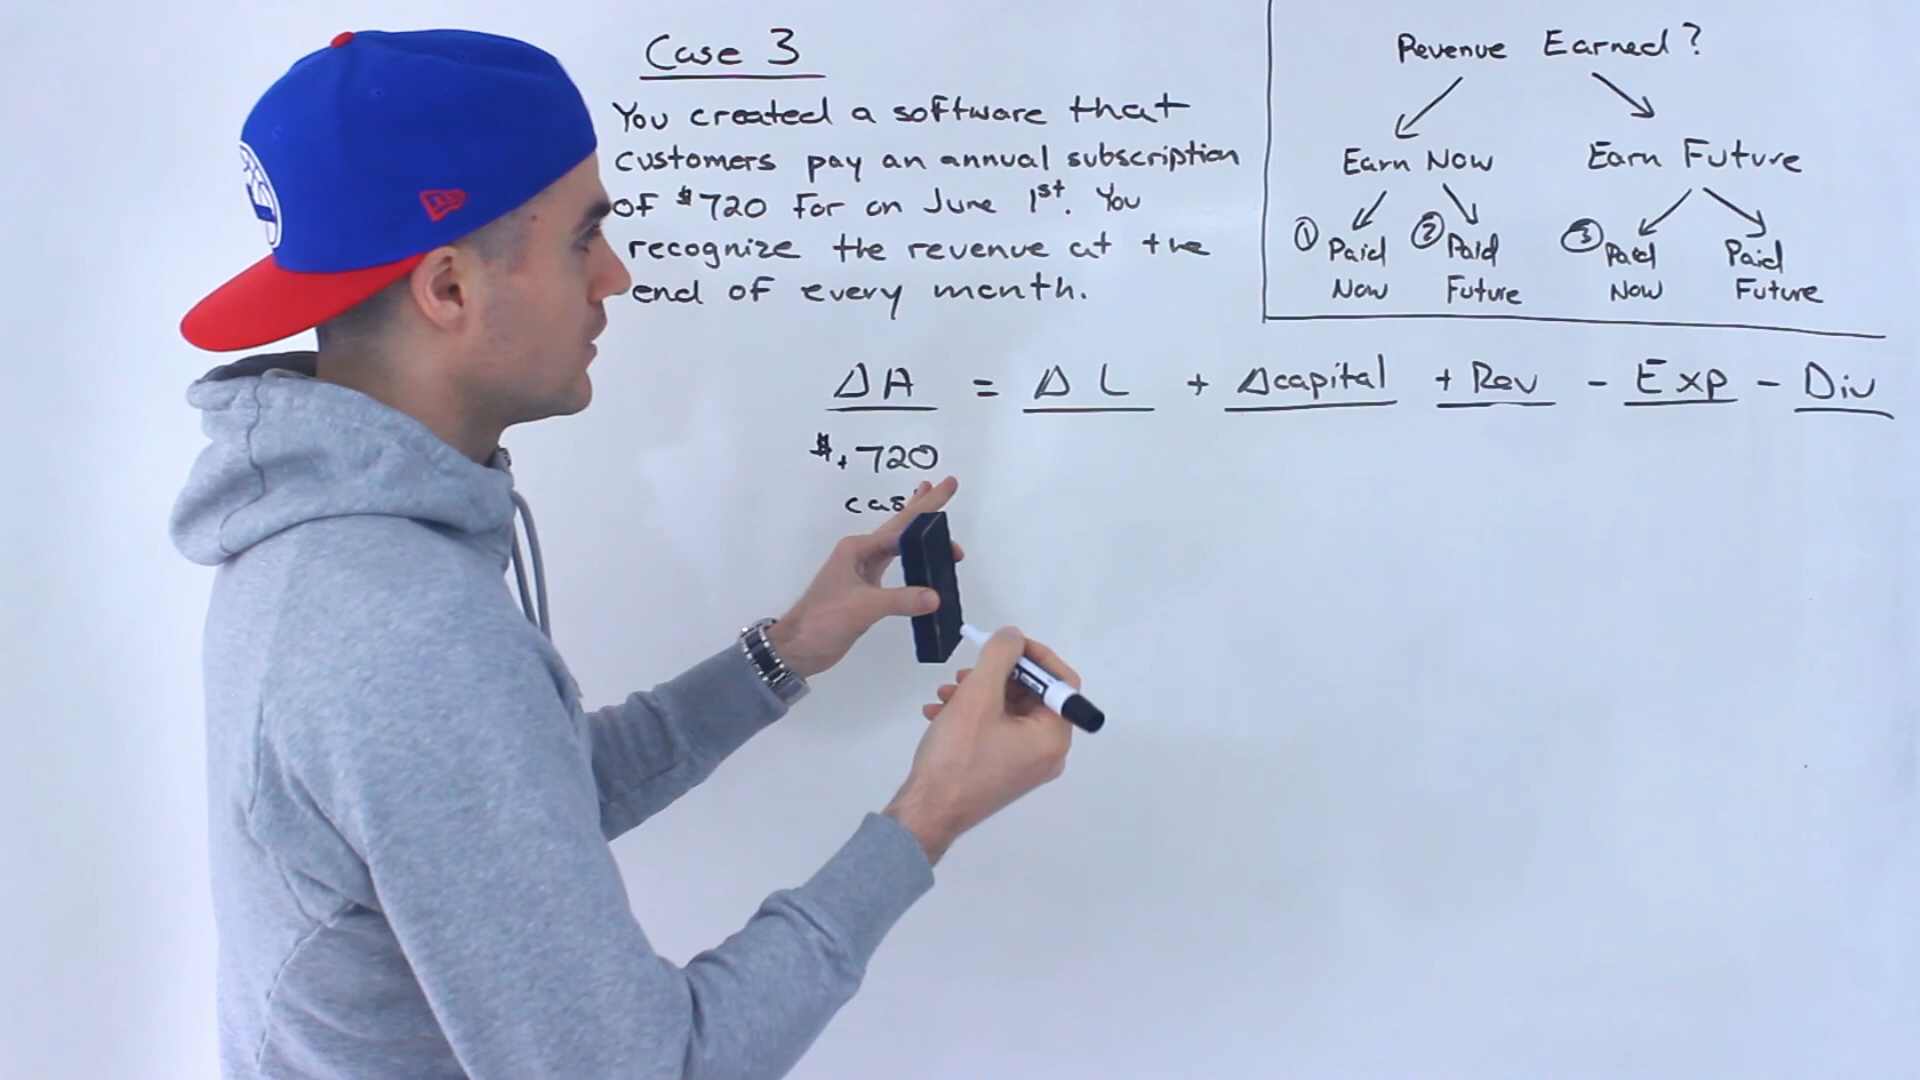 Case 3
You created a software that
customers pay an annual subscription
of $720 for on June 1st. You
recognize the revenue at the
end of every month.
Revenue Earned?
Earn Now Earn Future
① Paid Now ② Paid Future ③ Paid Now Paid Future
ΔA = ΔL + Δcapital + Rev - Exp - Div
$+720